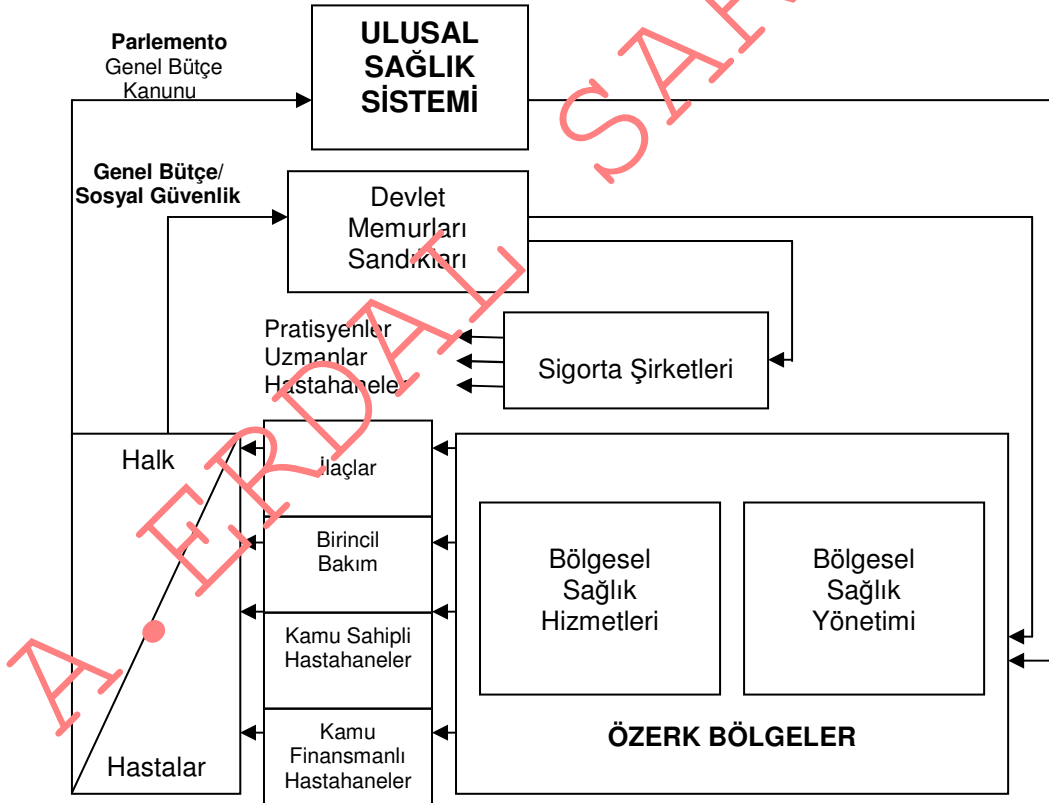 Parlemento
Genel Bütçe
Kanunu
ULUSAL
SAĞLIK
SİSTEMİ
Genel Bütçe/
Sosyal Güvenlik
Devlet
Memurları
Sandıkları
Pratisyenler
Uzmanlar
Hastahaneler
Sigorta Şirketleri
Halk
Hastalar
İlaçlar
Birincil
Bakım
Kamu Sahipli
Hastahaneler
Kamu
Finansmanlı
Hastahaneler
Bölgesel
Sağlık
Hizmetleri
Bölgesel
Sağlık
Yönetimi
ÖZERK BÖLGELER
A. ERDAL SAR